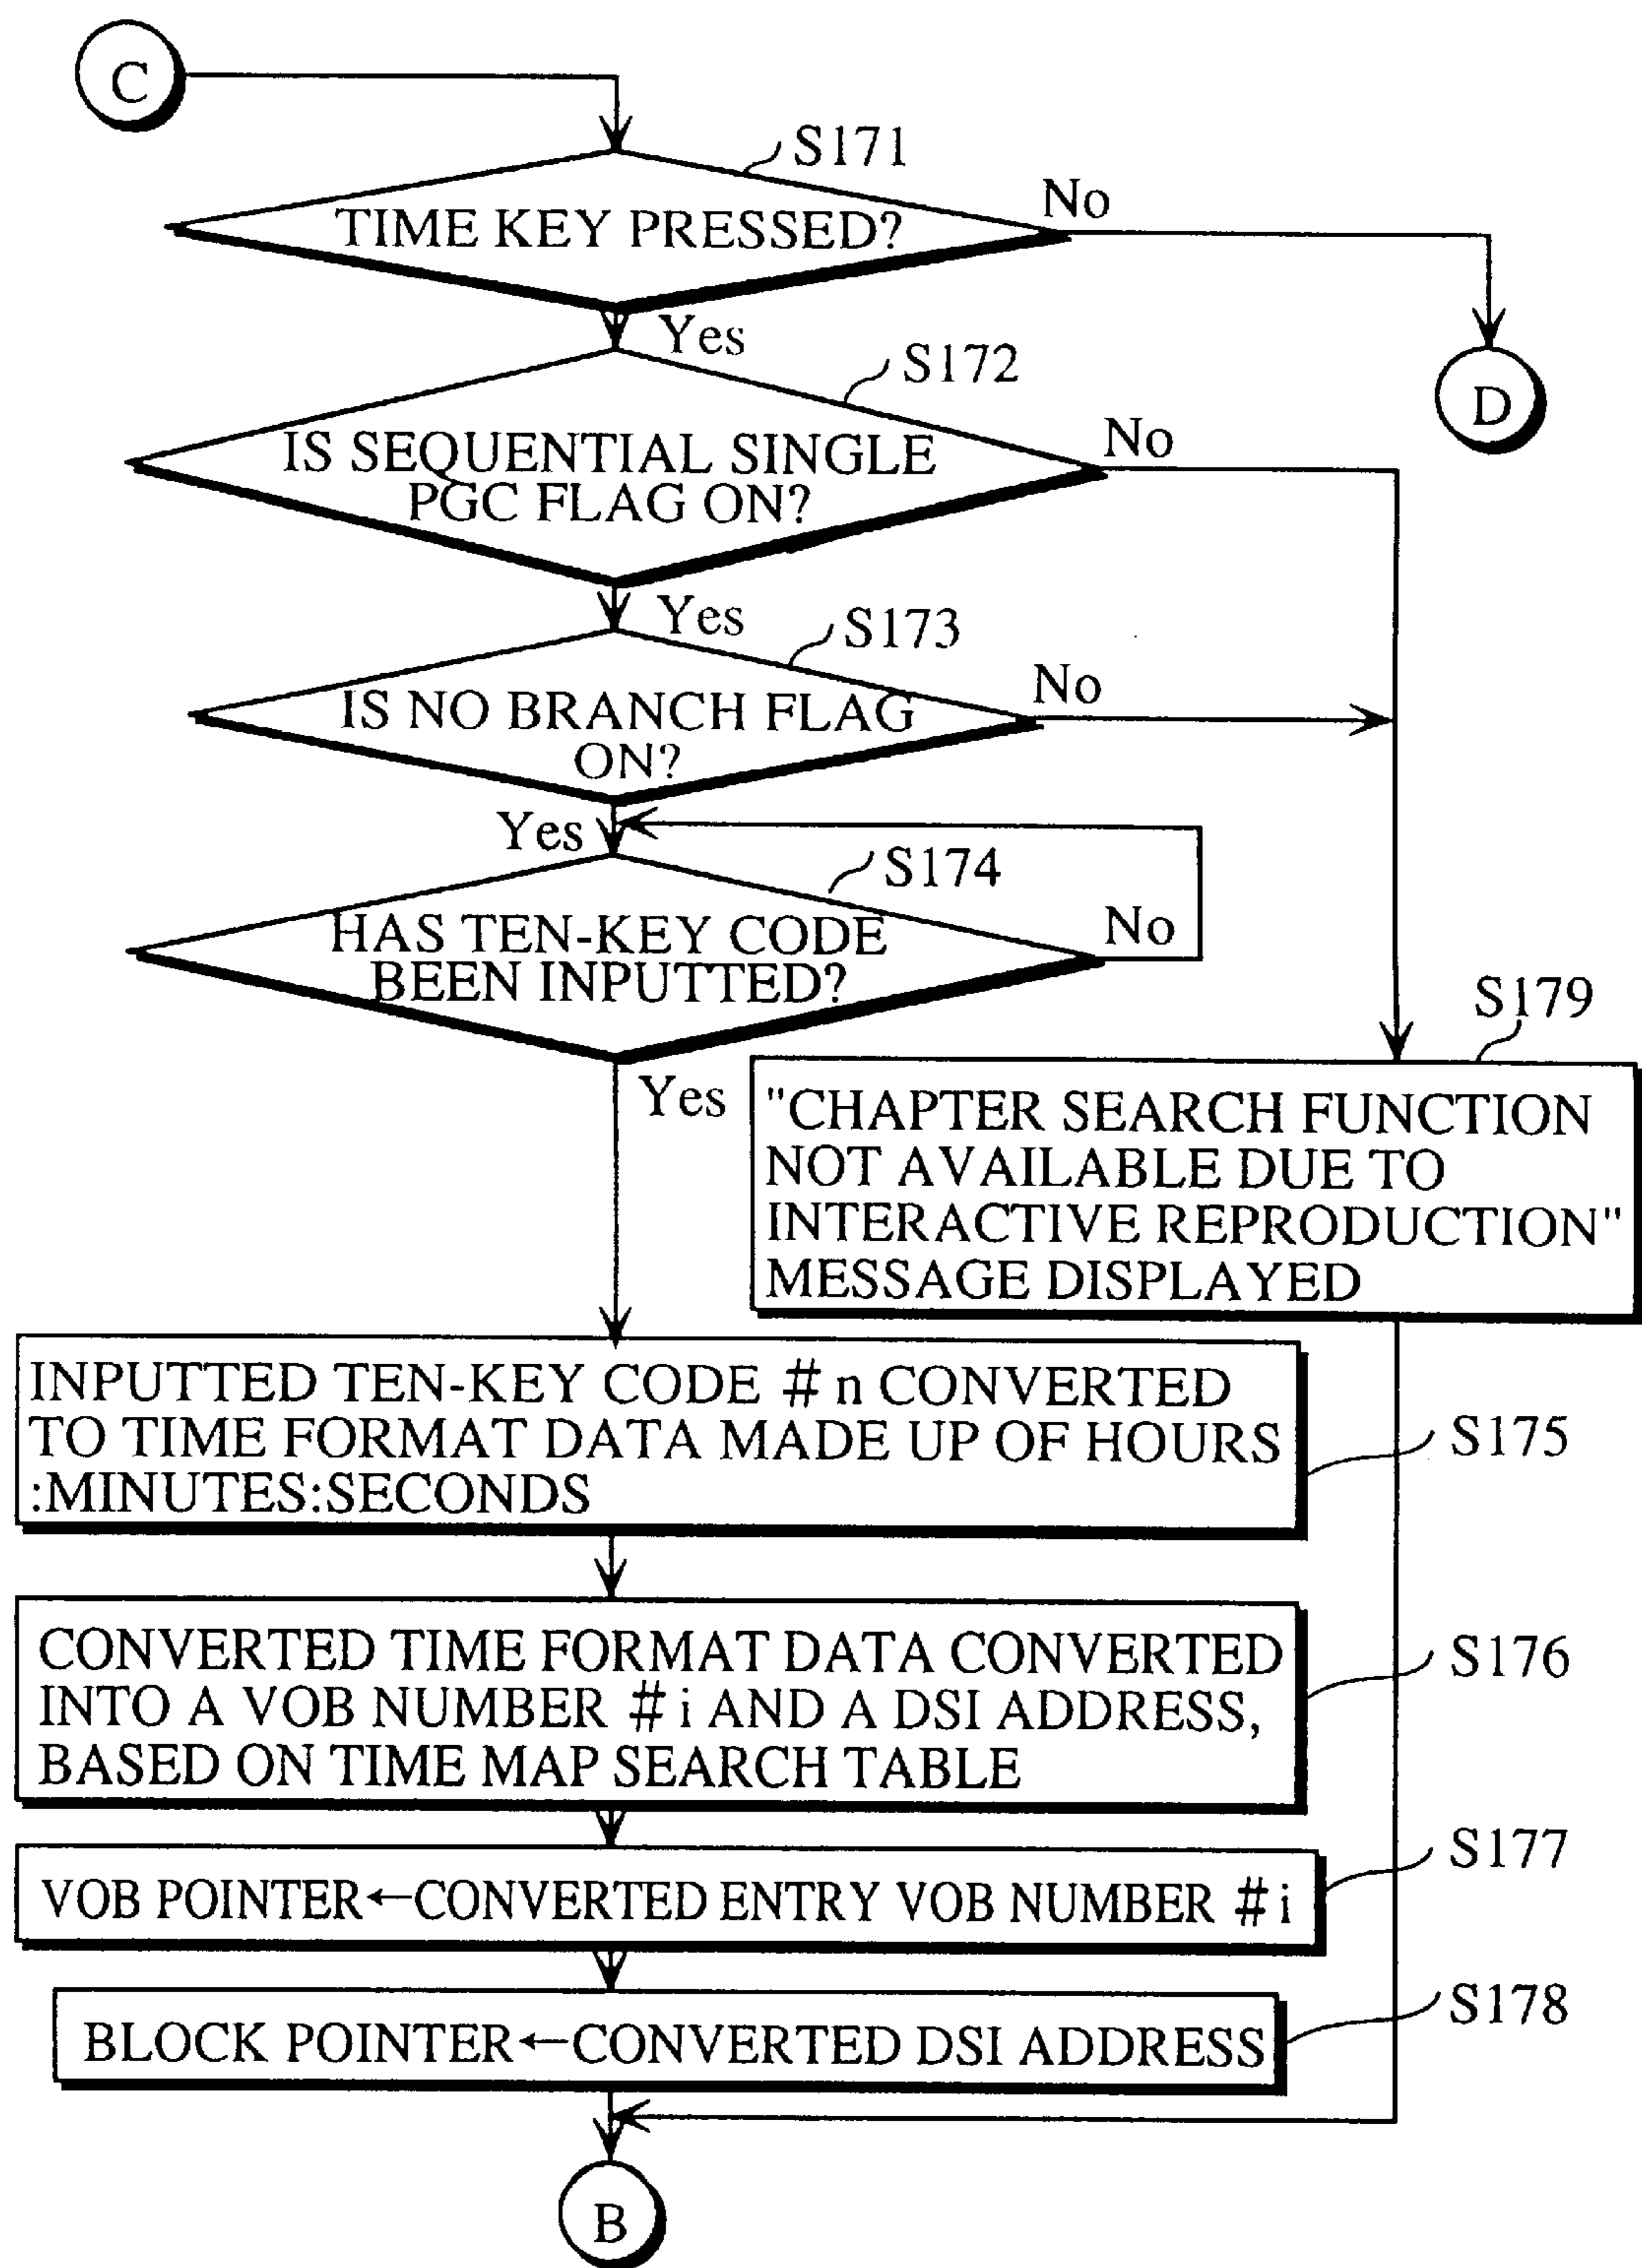 C
S171
TIME KEY PRESSED?
No
Yes
S172
D
IS SEQUENTIAL SINGLE
PGC FLAG ON?
No
Yes
S173
IS NO BRANCH FLAG
ON?
No
Yes
S174
HAS TEN-KEY CODE
BEEN INPUTTED?
No
Yes
S179
"CHAPTER SEARCH FUNCTION
NOT AVAILABLE DUE TO
INTERACTIVE REPRODUCTION"
MESSAGE DISPLAYED
INPUTTED TEN-KEY CODE #n CONVERTED
TO TIME FORMAT DATA MADE UP OF HOURS
:MINUTES:SECONDS
S175
CONVERTED TIME FORMAT DATA CONVERTED
INTO A VOB NUMBER #i AND A DSI ADDRESS,
BASED ON TIME MAP SEARCH TABLE
S176
VOB POINTER←CONVERTED ENTRY VOB NUMBER #i
S177
BLOCK POINTER←CONVERTED DSI ADDRESS
S178
B